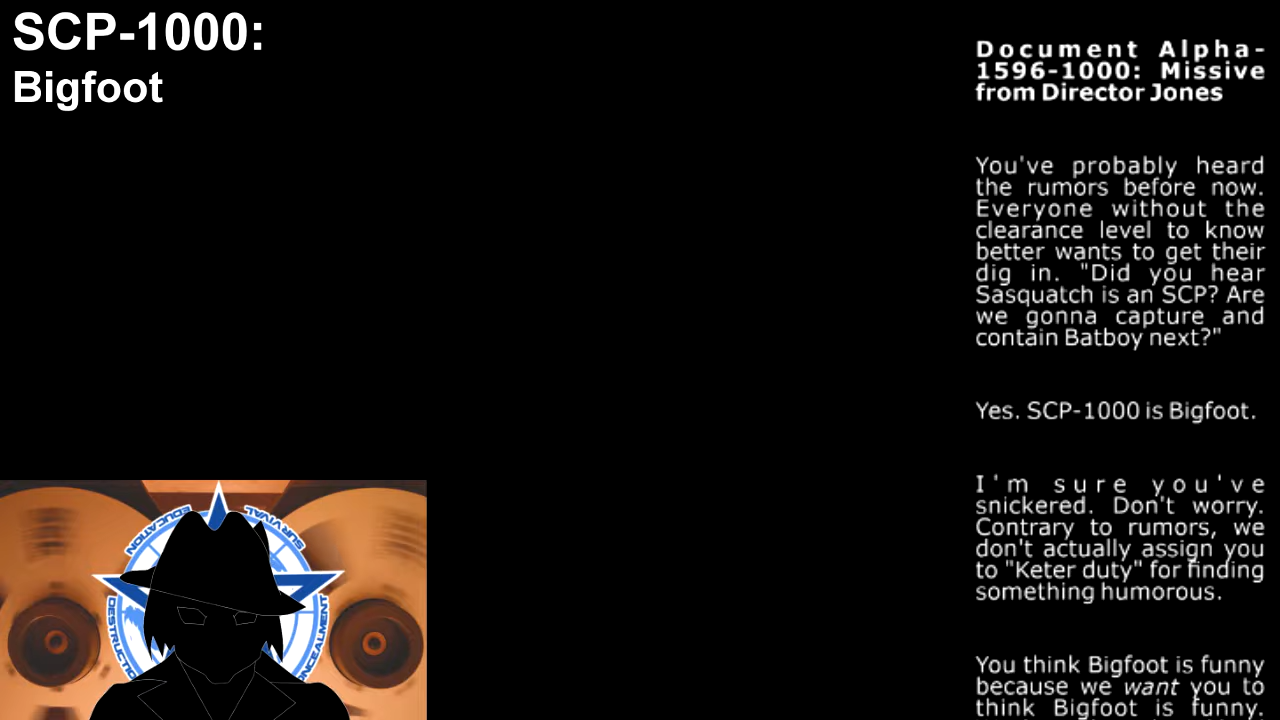 SCP-1000:
Bigfoot
Document Alpha-
1596-1000: Missive
from Director Jones
You've probably heard
the rumors before now.
Everyone without the
clearance level to know
better wants to get their
dig in. "Did you hear
Sasquatch is an SCP? Are
we gonna capture and
contain Batboy next?"
Yes. SCP-1000 is Bigfoot.
I'm sure you've
snickered. Don't worry.
Contrary to rumors, we
don't actually assign you
to "Keter duty" for finding
something humorous.
You think Bigfoot is funny
because we want you to
think Bigfoot is funny.
EDUCATION
SURVIVAL